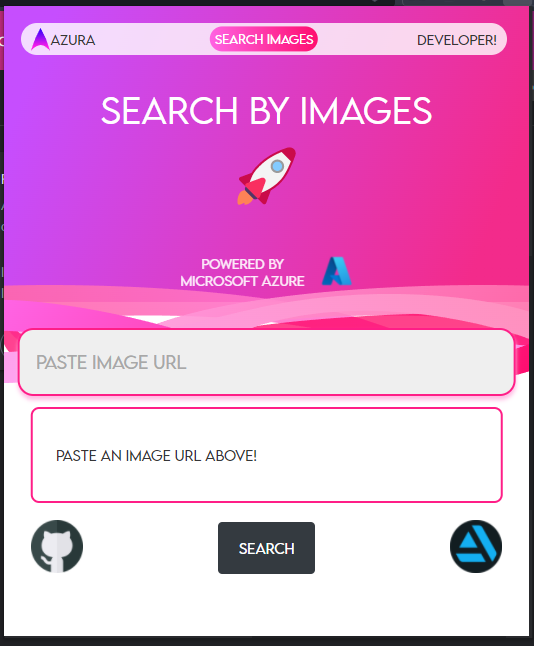 AZURA
SEARCH IMAGES
DEVELOPER!
SEARCH BY IMAGES
POWERED BY
MICROSOFT AZURE
PASTE IMAGE URL
PASTE AN IMAGE URL ABOVE!
SEARCH